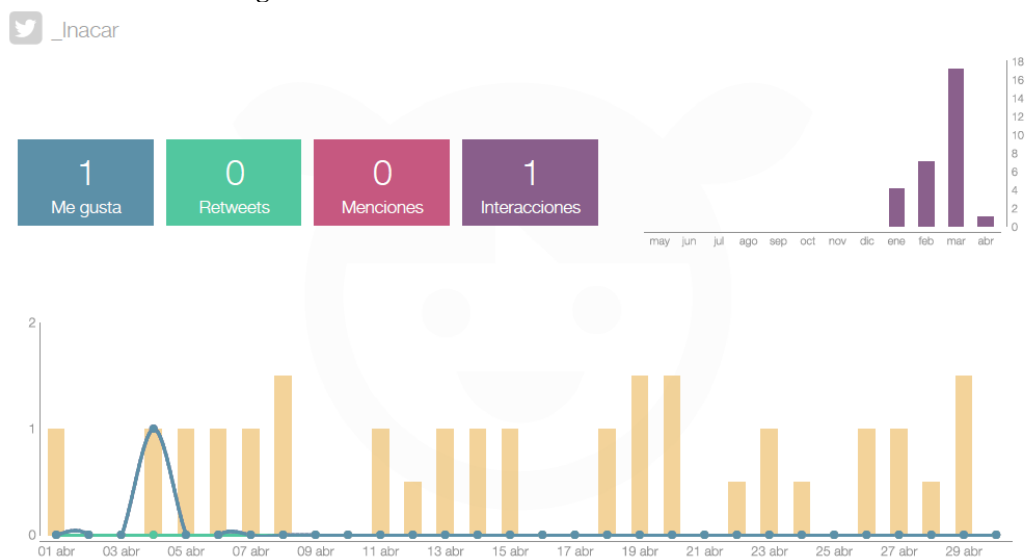 _Inacar
18
16
14
12
10
8
6
4
2
0
may jun jul ago sep oct nov dic ene feb mar abr
1 0 0 1
Me gusta Retweets Menciones Interacciones
2
1
0
01 abr 03 abr 05 abr 07 abr 09 abr 11 abr 13 abr 15 abr 17 abr 19 abr 21 abr 23 abr 25 abr 27 abr 29 abr